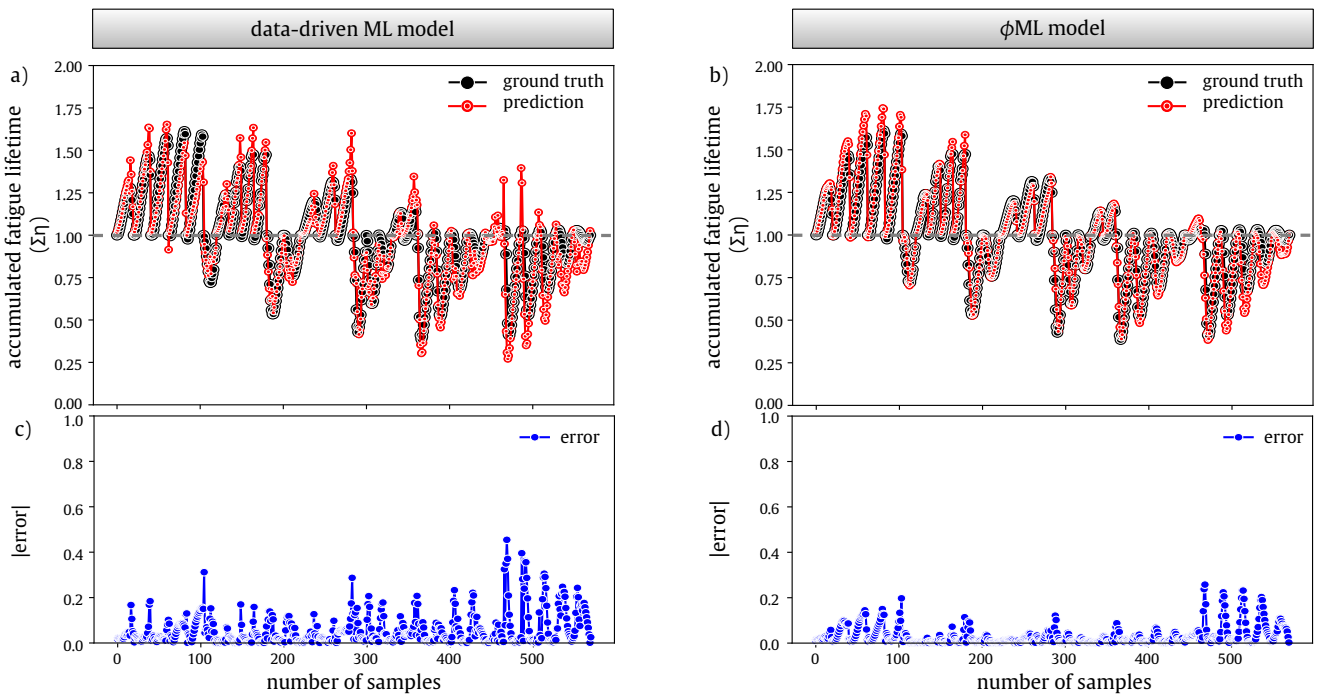 data-driven ML model
ϕML model
a)
accumulated fatigue lifetime
(Ση)
2.00
1.75
1.50
1.25
1.00
0.75
0.50
0.25
0.00
ground truth
prediction
b)
accumulated fatigue lifetime
(Ση)
2.00
1.75
1.50
1.25
1.00
0.75
0.50
0.25
0.00
ground truth
prediction
c)
|error|
1.0
0.8
0.6
0.4
0.2
0.0
error
0
100
200
300
400
500
number of samples
d)
|error|
1.0
0.8
0.6
0.4
0.2
0.0
error
0
100
200
300
400
500
number of samples